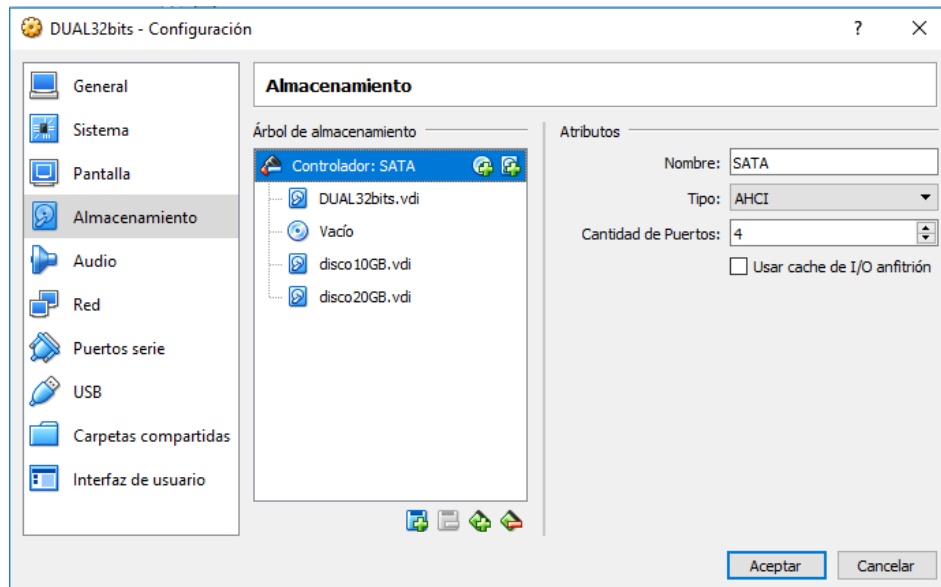 DUAL32bits - Configuración
?
General
Sistema
Pantalla
Almacenamiento
Audio
Red
Puertos serie
USB
Carpetas compartidas
Interfaz de usuario
Almacenamiento
Árbol de almacenamiento
Controlador: SATA
DUAL32bits.vdi
Vacío
disco10GB.vdi
disco20GB.vdi
Atributos
Nombre: SATA
Tipo: AHCI
Cantidad de Puertos: 4
Usar cache de I/O anfitrión
Aceptar
Cancelar